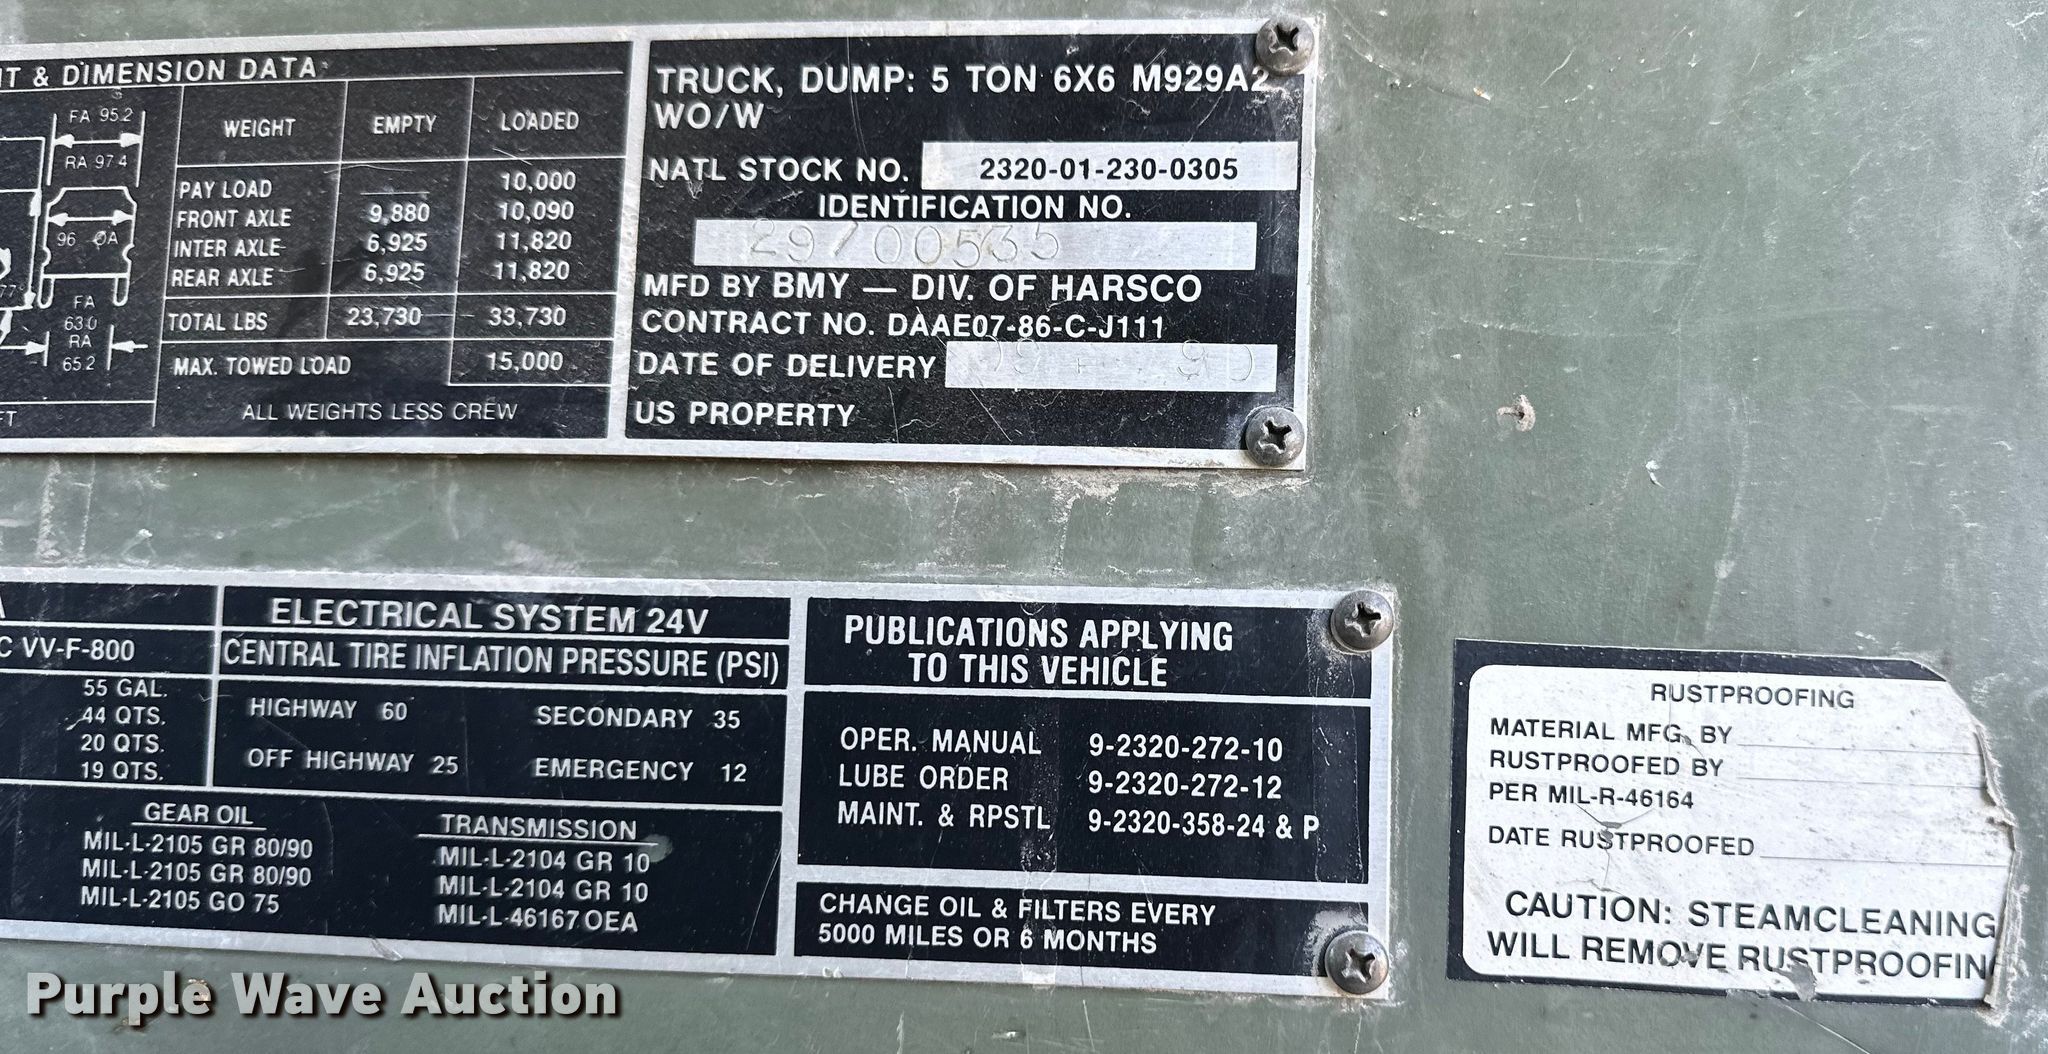 NT & DIMENSION DATA
FA 95.2
RA 97.4
96 OA
77°
FA
63.0
RA
65.2
FT
WEIGHT EMPTY LOADED
PAY LOAD 10,000
FRONT AXLE 9,880 10,090
INTER AXLE 6,925 11,820
REAR AXLE 6,925 11,820
TOTAL LBS 23,730 33,730
MAX. TOWED LOAD 15,000
ALL WEIGHTS LESS CREW
TRUCK, DUMP: 5 TON 6X6 M929A2
WO/W
NATL STOCK NO. 2320-01-230-0305
IDENTIFICATION NO.
29/00535
MFD BY BMY — DIV. OF HARSCO
CONTRACT NO. DAAE07-86-C-J111
DATE OF DELIVERY 09 - 90
US PROPERTY
A
C VV-F-800
55 GAL.
44 QTS.
20 QTS.
19 QTS.
ELECTRICAL SYSTEM 24V
CENTRAL TIRE INFLATION PRESSURE (PSI)
HIGHWAY 60 SECONDARY 35
OFF HIGHWAY 25 EMERGENCY 12
GEAR OIL
MIL-L-2105 GR 80/90
MIL-L-2105 GR 80/90
MIL-L-2105 GO 75
TRANSMISSION
MIL-L-2104 GR 10
MIL-L-2104 GR 10
MIL-L-46167 OEA
PUBLICATIONS APPLYING
TO THIS VEHICLE
OPER. MANUAL 9-2320-272-10
LUBE ORDER 9-2320-272-12
MAINT. & RPSTL 9-2320-358-24 & P
CHANGE OIL & FILTERS EVERY
5000 MILES OR 6 MONTHS
RUSTPROOFING
MATERIAL MFG. BY
RUSTPROOFED BY
PER MIL-R-46164
DATE RUSTPROOFED
CAUTION: STEAMCLEANING
WILL REMOVE RUSTPROOFING
Purple Wave Auction